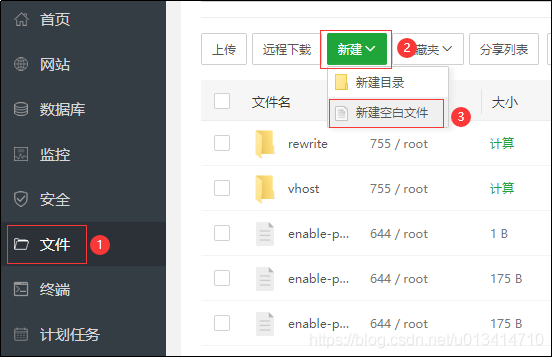 首页
网站
数据库
监控
安全
文件 1
终端
计划任务
上传 远程下载 新建 2 藏夹 分享列表
新建目录
新建空白文件 3
文件名 大小
rewrite 755 / root 计算
vhost 755 / root 计算
enable-p... 644 / root 1 B
enable-p... 644 / root 175 B
enable-p... 644 / root 175 B
https://blog.csdn.net/u013414710